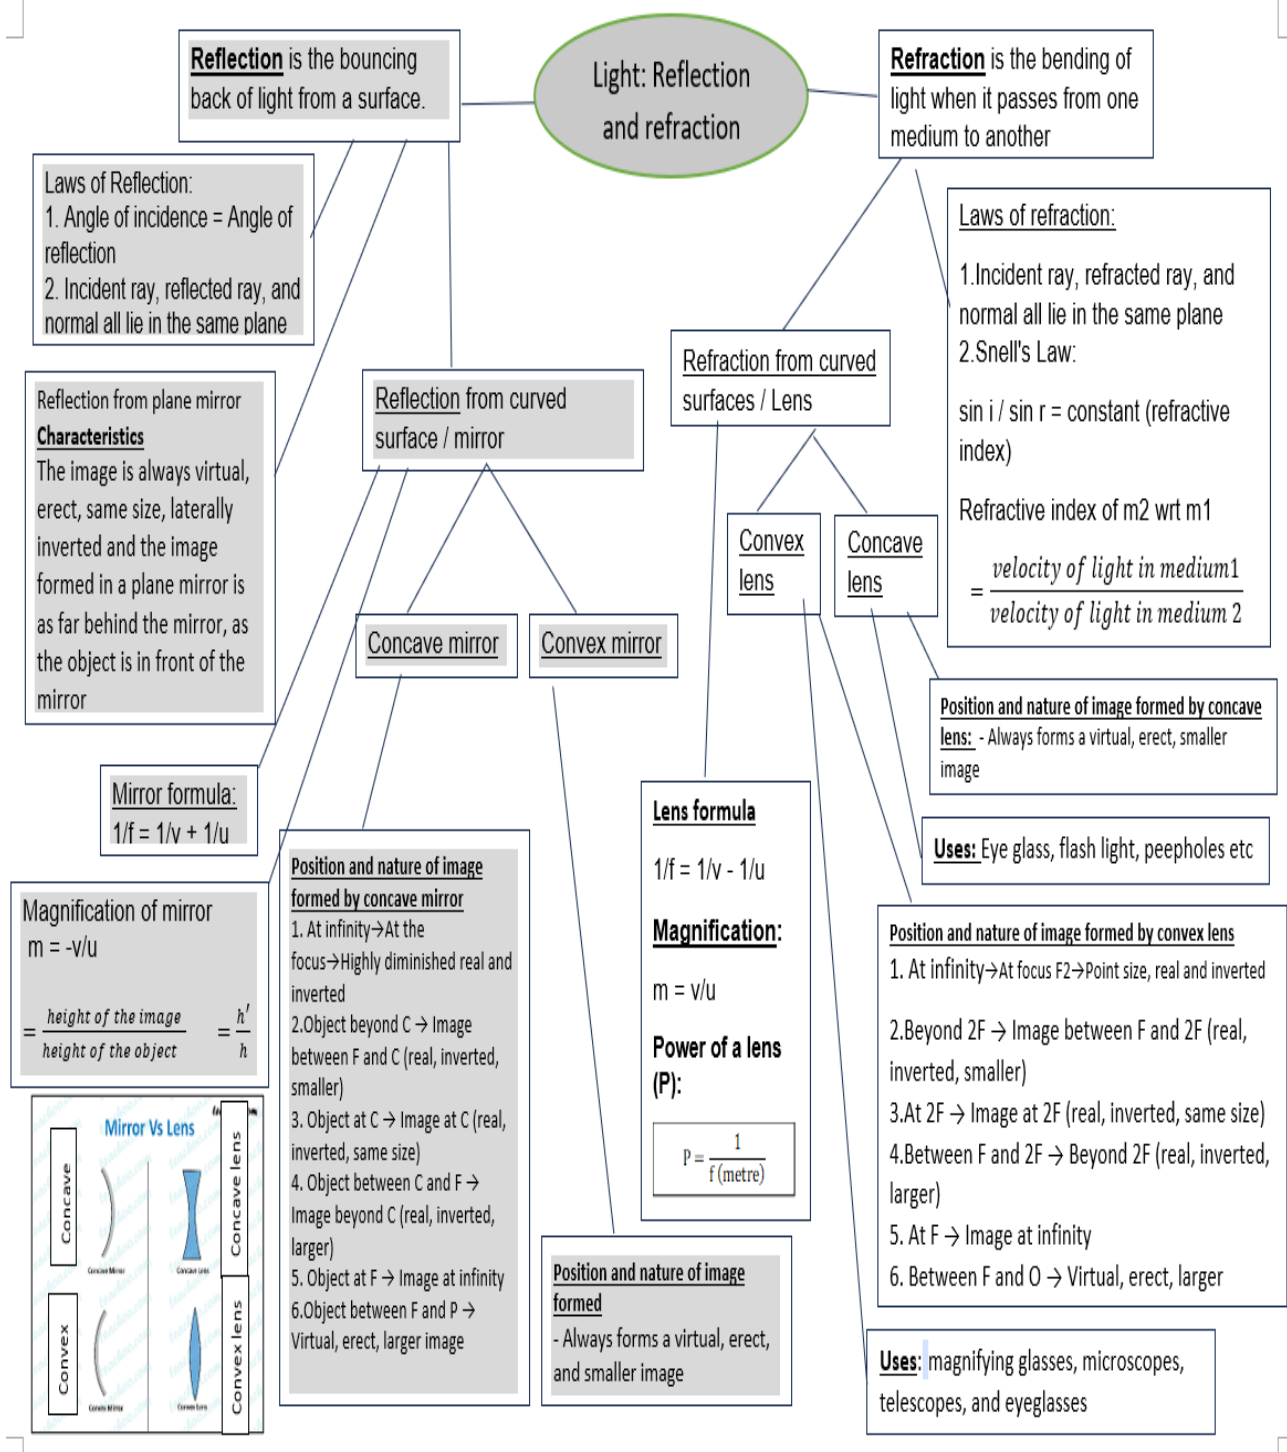 Light: Reflection
and refraction
Reflection is the bouncing
back of light from a surface.
Laws of Reflection:
1. Angle of incidence = Angle of
reflection
2. Incident ray, reflected ray, and
normal all lie in the same plane
Reflection from plane mirror
Characteristics
The image is always virtual,
erect, same size, laterally
inverted and the image
formed in a plane mirror is
as far behind the mirror, as
the object is in front of the
mirror
Reflection from curved
surface / mirror
Mirror formula:
1/f = 1/v + 1/u
Magnification of mirror
m = -v/u
= height of the image / height of the object = h′ / h
Concave mirror
Convex mirror
Position and nature of image
formed by concave mirror
1. At infinity→At the
focus→Highly diminished real and
inverted
2.Object beyond C → Image
between F and C (real, inverted,
smaller)
3. Object at C → Image at C (real,
inverted, same size)
4. Object between C and F →
Image beyond C (real, inverted,
larger)
5. Object at F → Image at infinity
6.Object between F and P →
Virtual, erect, larger image
Position and nature of image
formed
- Always forms a virtual, erect,
and smaller image
Mirror Vs Lens
Concave
Concave lens
Concave Mirror
Concave Lens
Convex
Convex lens
Convex Mirror
Convex Lens
Refraction is the bending of
light when it passes from one
medium to another
Laws of refraction:
1.Incident ray, refracted ray, and
normal all lie in the same plane
2.Snell's Law:
sin i / sin r = constant (refractive
index)
Refractive index of m2 wrt m1
= velocity of light in medium1 / velocity of light in medium 2
Refraction from curved
surfaces / Lens
Convex
lens
Concave
lens
Lens formula
1/f = 1/v - 1/u
Magnification:
m = v/u
Power of a lens
(P):
P = 1 / f (metre)
Position and nature of image formed by concave
lens: - Always forms a virtual, erect, smaller
image
Uses: Eye glass, flash light, peepholes etc
Position and nature of image formed by convex lens
1. At infinity→At focus F2→Point size, real and inverted
2.Beyond 2F → Image between F and 2F (real,
inverted, smaller)
3.At 2F → Image at 2F (real, inverted, same size)
4.Between F and 2F → Beyond 2F (real, inverted,
larger)
5. At F → Image at infinity
6. Between F and O → Virtual, erect, larger
Uses: magnifying glasses, microscopes,
telescopes, and eyeglasses